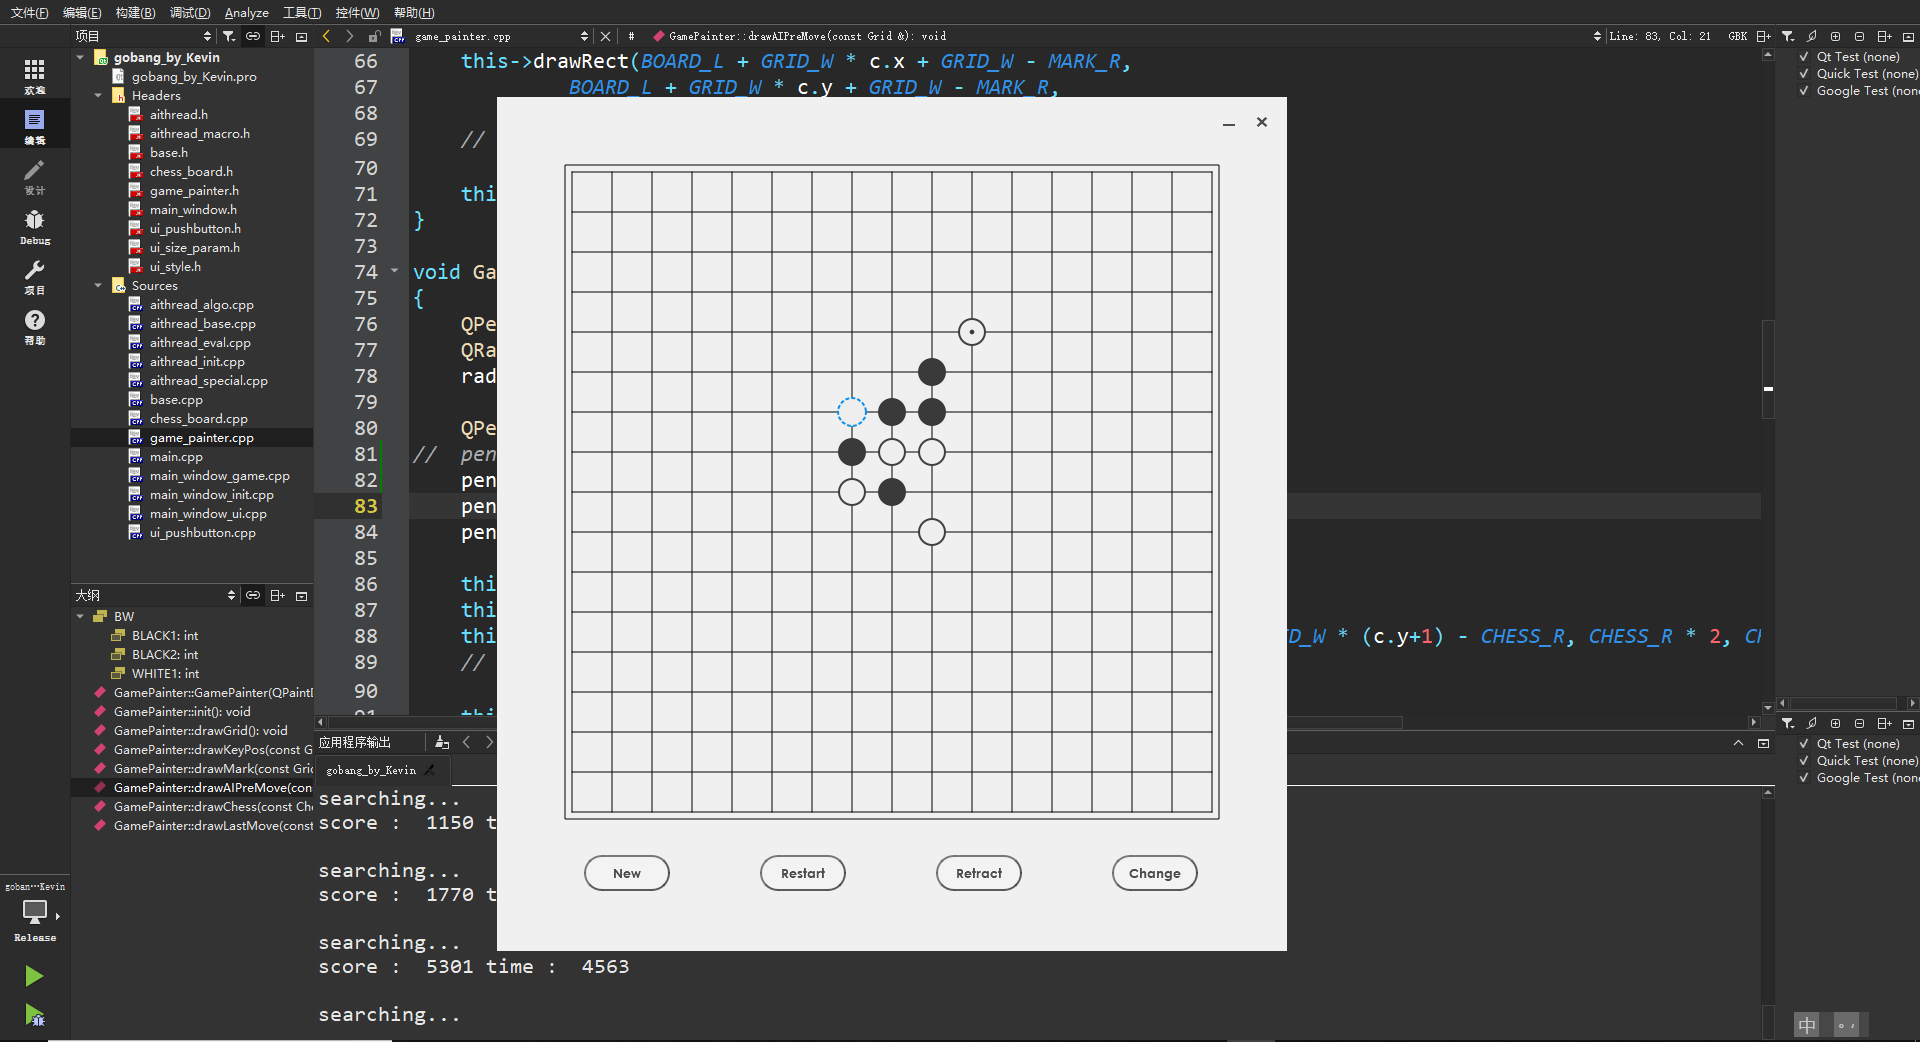 文件(F) 编辑(E) 构建(B) 调试(D) Analyze 工具(T) 控件(W) 帮助(H)
项目
game_painter.cpp
#
GamePainter::drawAIPreMove(const Grid &): void
Line: 83, Col: 21
GBK
欢迎
编辑
设计
Debug
项目
帮助
gobang_by_Kevin
gobang_by_Kevin.pro
Headers
aithread.h
aithread_macro.h
base.h
chess_board.h
game_painter.h
main_window.h
ui_pushbutton.h
ui_size_param.h
ui_style.h
Sources
aithread_algo.cpp
aithread_base.cpp
aithread_eval.cpp
aithread_init.cpp
aithread_special.cpp
base.cpp
chess_board.cpp
game_painter.cpp
main.cpp
main_window_game.cpp
main_window_init.cpp
main_window_ui.cpp
ui_pushbutton.cpp
大纲
BW
BLACK1: int
BLACK2: int
WHITE1: int
GamePainter::GamePainter(QPaintD
GamePainter::init(): void
GamePainter::drawGrid(): void
GamePainter::drawKeyPos(const G
GamePainter::drawMark(const Gric
GamePainter::drawAIPreMove(con
GamePainter::drawChess(const Che
GamePainter::drawLastMove(const
goban···Kevin
Release
66 this->drawRect(BOARD_L + GRID_W * c.x + GRID_W - MARK_R,
67 BOARD_L + GRID_W * c.y + GRID_W - MARK_R,
68
69 //
70
71 thi
72 }
73
74 void Ga
75 {
76 QPe
77 QRa
78 rad
79
80 QPe
81 // pen
82 pen
83 pen
84 pen
85
86 thi
87 thi
88 thi ID_W * (c.y+1) - CHESS_R, CHESS_R * 2, CH
89 //
90
91 thi
New
Restart
Retract
Change
应用程序输出
gobang_by_Kevin
searching...
score : 1150 t
searching...
score : 1770 t
searching...
score : 5301 time : 4563
searching...
Qt Test (none)
Quick Test (none)
Google Test (none
Qt Test (none)
Quick Test (none)
Google Test (none
中